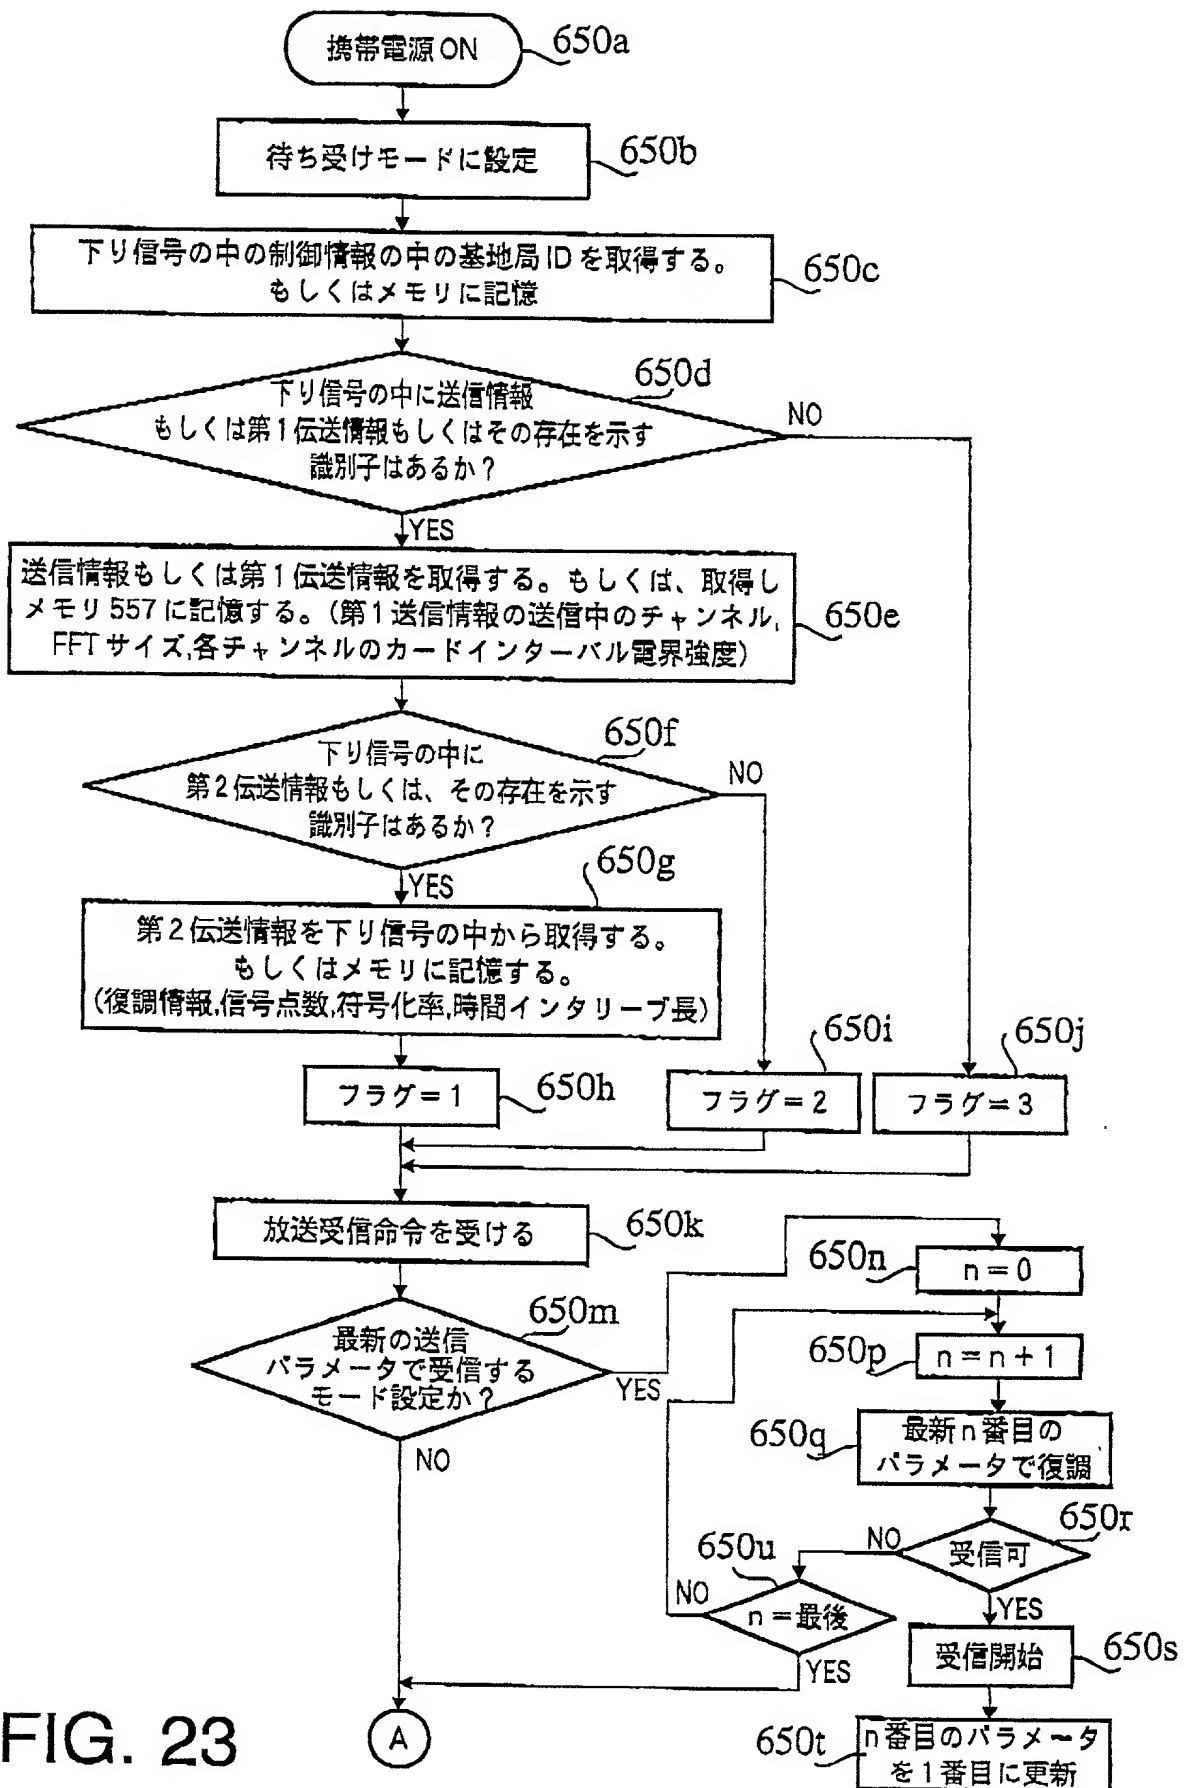 携帯電源ON
650a
待ち受けモードに設定
650b
下り信号の中の制御情報の中の基地局IDを取得する。
もしくはメモリに記憶
650c
下り信号の中に送信情報
もしくは第1伝送情報もしくはその存在を示す
識別子はあるか?
650d
NO
YES
送信情報もしくは第1伝送情報を取得する。もしくは、取得し
メモリ557に記憶する。(第1送信情報の送信中のチャンネル,
FFTサイズ,各チャンネルのカードインターバル電界強度)
650e
下り信号の中に
第2伝送情報もしくは、その存在を示す
識別子はあるか?
650f
NO
YES
650g
第2伝送情報を下り信号の中から取得する。
もしくはメモリに記憶する。
(復調情報,信号点数,符号化率,時間インタリーブ長)
フラグ=1
650h
フラグ=2
650i
フラグ=3
650j
放送受信命令を受ける
650k
最新の送信
パラメータで受信する
モード設定か?
650m
YES
NO
650n
n=0
650p
n=n+1
650q
最新n番目の
パラメータで復調
650r
受信可
NO
YES
650u
n=最後
NO
YES
受信開始
650s
650t
n番目のパラメータ
を1番目に更新
A
FIG. 23